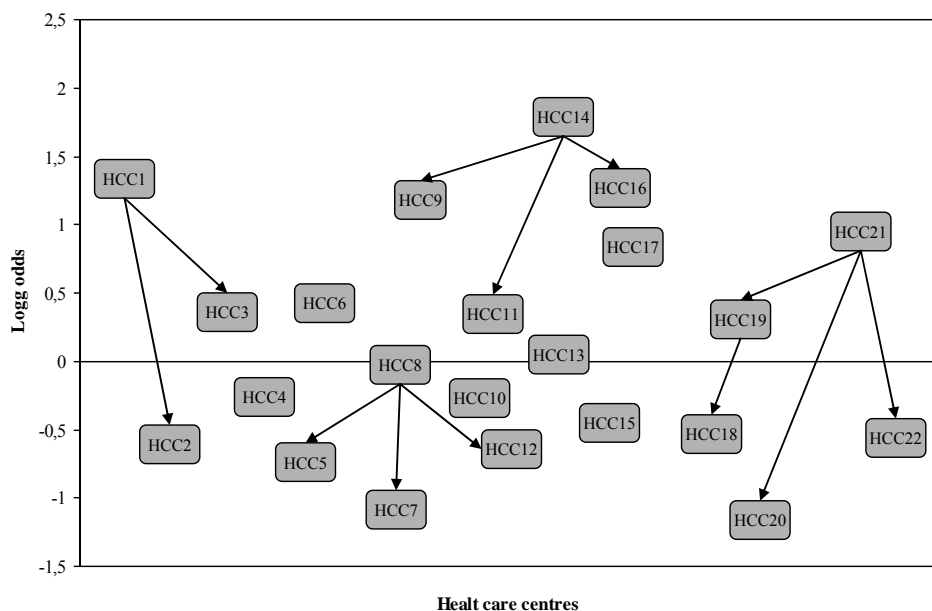 2,5
2
1,5
1
0,5
0
-0,5
-1
-1,5
Logg odds
HCC14
HCC1
HCC16
HCC9
HCC21
HCC17
HCC6
HCC3
HCC11
HCC19
HCC13
HCC8
HCC4
HCC10
HCC15
HCC18
HCC22
HCC2
HCC12
HCC5
HCC7
HCC20
Healt care centres